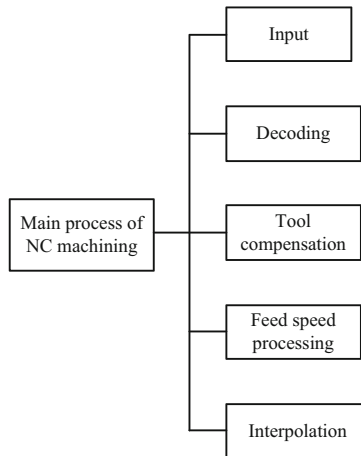 Input
Decoding
Main process of
NC machining
Tool
compensation
Feed speed
processing
Interpolation